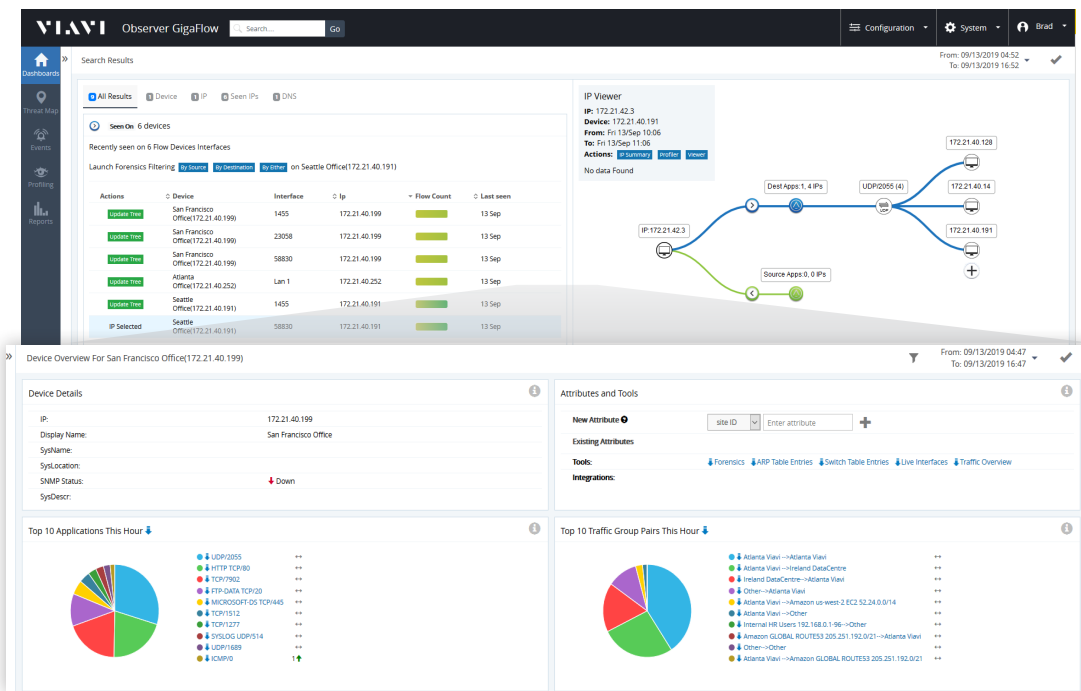 VIAVI Observer GigaFlow Search... Go Configuration System Brad
Dashboards
Threat Map
Events
Profiling
Reports
Search Results
From: 09/13/2019 04:52
To: 09/13/2019 16:52
9 All Results 1 Device 1 IP 6 Seen IPs 1 DNS
Seen On 6 devices
Recently seen on 6 Flow Devices Interfaces
Launch Forensics Filtering By Source By Destination By Ether on Seattle Office(172.21.40.191)
Actions Device Interface Ip Flow Count Last seen
Update Tree San Francisco Office(172.21.40.199) 1455 172.21.40.199 13 Sep
Update Tree San Francisco Office(172.21.40.199) 23058 172.21.40.199 13 Sep
Update Tree San Francisco Office(172.21.40.199) 58830 172.21.40.199 13 Sep
Update Tree Atlanta Office(172.21.40.252) Lan 1 172.21.40.252 13 Sep
Update Tree Seattle Office(172.21.40.191) 1455 172.21.40.191 13 Sep
IP Selected Seattle Office(172.21.40.191) 58830 172.21.40.191 13 Sep
IP Viewer
IP: 172.21.42.3
Device: 172.21.40.191
From: Fri 13/Sep 10:06
To: Fri 13/Sep 11:06
Actions: IP Summary Profiler Viewer
No data Found
IP:172.21.42.3
Dest Apps:1, 4 IPs
UDP/2055 (4)
UDP
172.21.40.128
172.21.40.14
172.21.40.191
Source Apps:0, 0 IPs
Device Overview For San Francisco Office(172.21.40.199)
From: 09/13/2019 04:47
To: 09/13/2019 16:47
Device Details
IP: 172.21.40.199
Display Name: San Francisco Office
SysName:
SysLocation:
SNMP Status: Down
SysDescr:
Attributes and Tools
New Attribute site ID Enter attribute
Existing Attributes
Tools: Forensics ARP Table Entries Switch Table Entries Live Interfaces Traffic Overview
Integrations:
Top 10 Applications This Hour
UDP/2055
HTTP TCP/80
TCP/7902
FTP-DATA TCP/20
MICROSOFT-DS TCP/445
TCP/1512
TCP/1277
SYSLOG UDP/514
UDP/1689
ICMP/0 1
Top 10 Traffic Group Pairs This Hour
Atlanta Viavi -->Atlanta Viavi
Atlanta Viavi -->Ireland DataCentre
Ireland DataCentre-->Atlanta Viavi
Other-->Atlanta Viavi
Atlanta Viavi -->Amazon us-west-2 EC2 52.24.0.0/14
Atlanta Viavi -->Other
Internal HR Users 192.168.0.1-96-->Other
Amazon GLOBAL ROUTE53 205.251.192.0/21-->Atlanta Viavi
Other-->Other
Atlanta Viavi -->Amazon GLOBAL ROUTE53 205.251.192.0/21